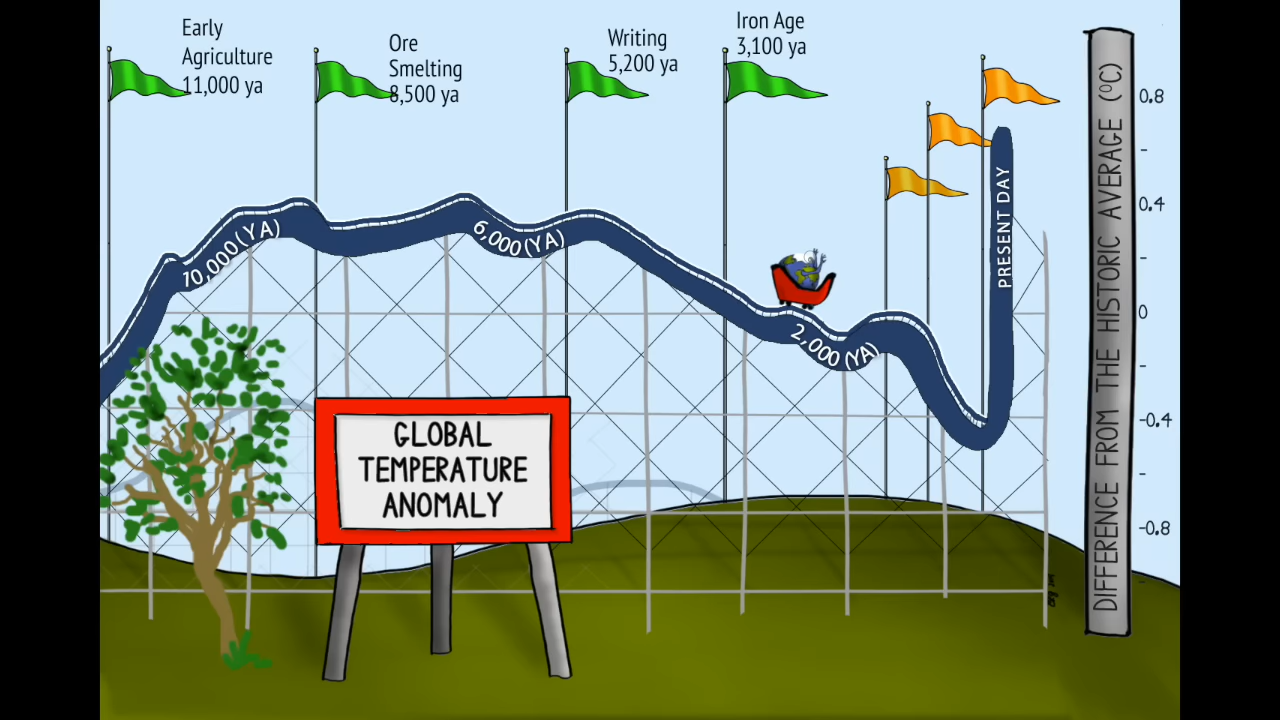 Early
Agriculture
11,000 ya
Ore
Smelting
8,500 ya
Writing
5,200 ya
Iron Age
3,100 ya
10,000 (YA)
6,000 (YA)
2,000 (YA)
PRESENT DAY
GLOBAL
TEMPERATURE
ANOMALY
DIFFERENCE FROM THE HISTORIC AVERAGE (ºC)
0.8
0.4
0
-0.4
-0.8